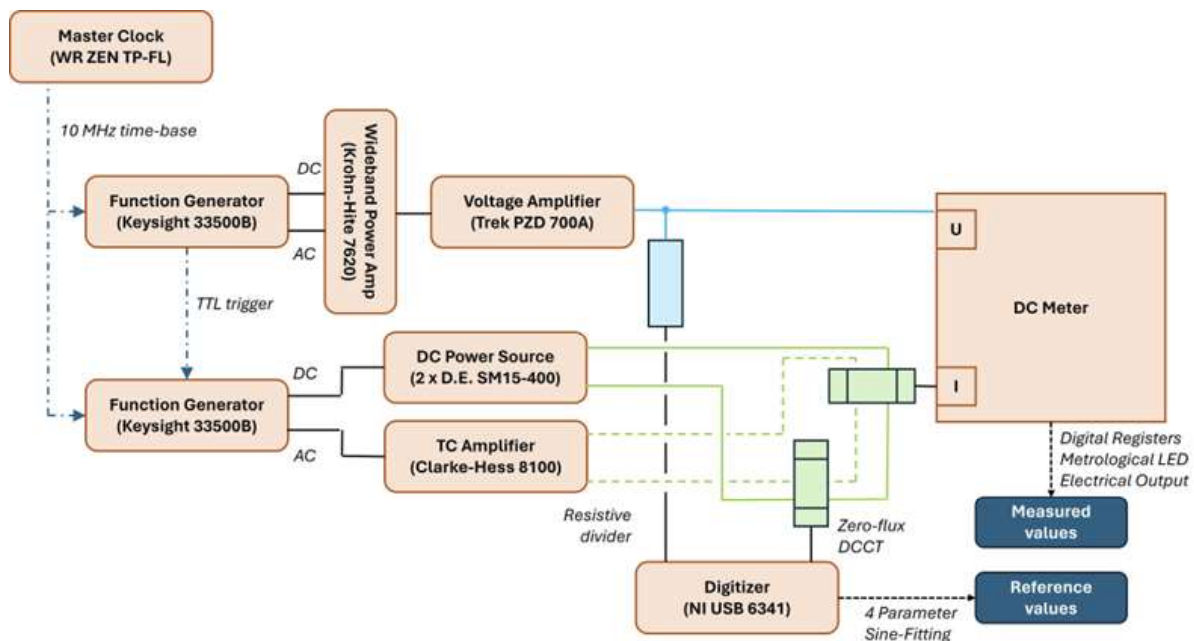 Master Clock
(WR ZEN TP-FL)
10 MHz time-base
Function Generator
(Keysight 33500B)
DC
AC
Wideband Power Amp
(Krohn-Hite 7620)
Voltage Amplifier
(Trek PZD 700A)
U
DC Meter
I
TTL trigger
Function Generator
(Keysight 33500B)
DC
AC
DC Power Source
(2 x D.E. SM15-400)
TC Amplifier
(Clarke-Hess 8100)
Resistive
divider
Zero-flux
DCCT
Digital Registers
Metrological LED
Electrical Output
Measured
values
Digitizer
(NI USB 6341)
4 Parameter
Sine-Fitting
Reference
values